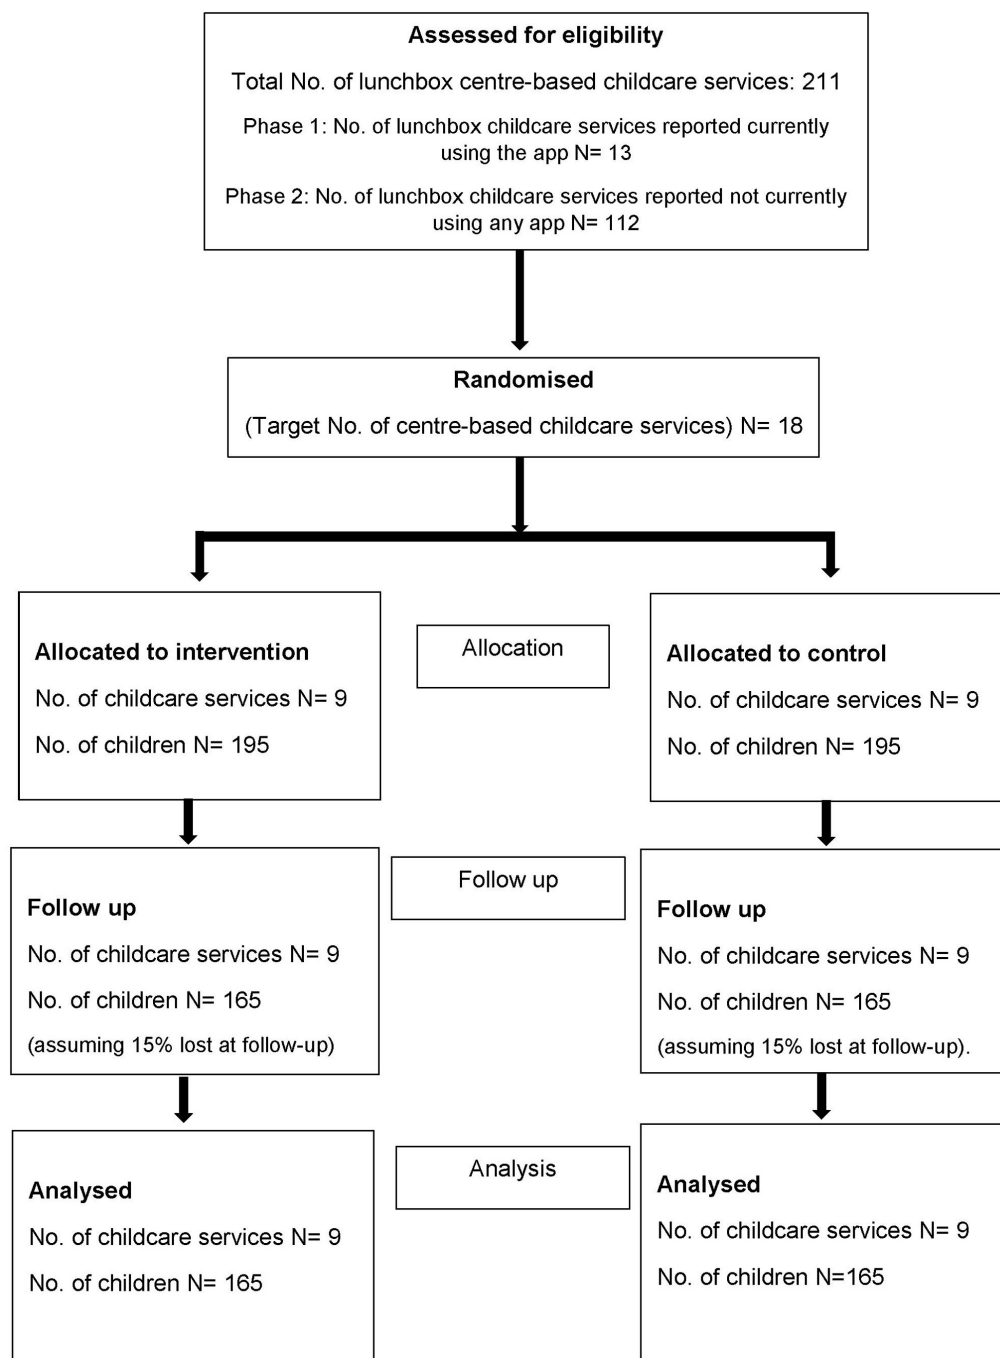 Assessed for eligibility
Total No. of lunchbox centre-based childcare services: 211
Phase 1: No. of lunchbox childcare services reported currently
using the app N= 13
Phase 2: No. of lunchbox childcare services reported not currently
using any app N= 112
Randomised
(Target No. of centre-based childcare services) N= 18
Allocated to intervention
No. of childcare services N= 9
No. of children N= 195
Allocation
Allocated to control
No. of childcare services N= 9
No. of children N= 195
Follow up
No. of childcare services N= 9
No. of children N= 165
(assuming 15% lost at follow-up)
Follow up
Follow up
No. of childcare services N= 9
No. of children N= 165
(assuming 15% lost at follow-up).
Analysed
No. of childcare services N= 9
No. of children N= 165
Analysis
Analysed
No. of childcare services N= 9
No. of children N=165